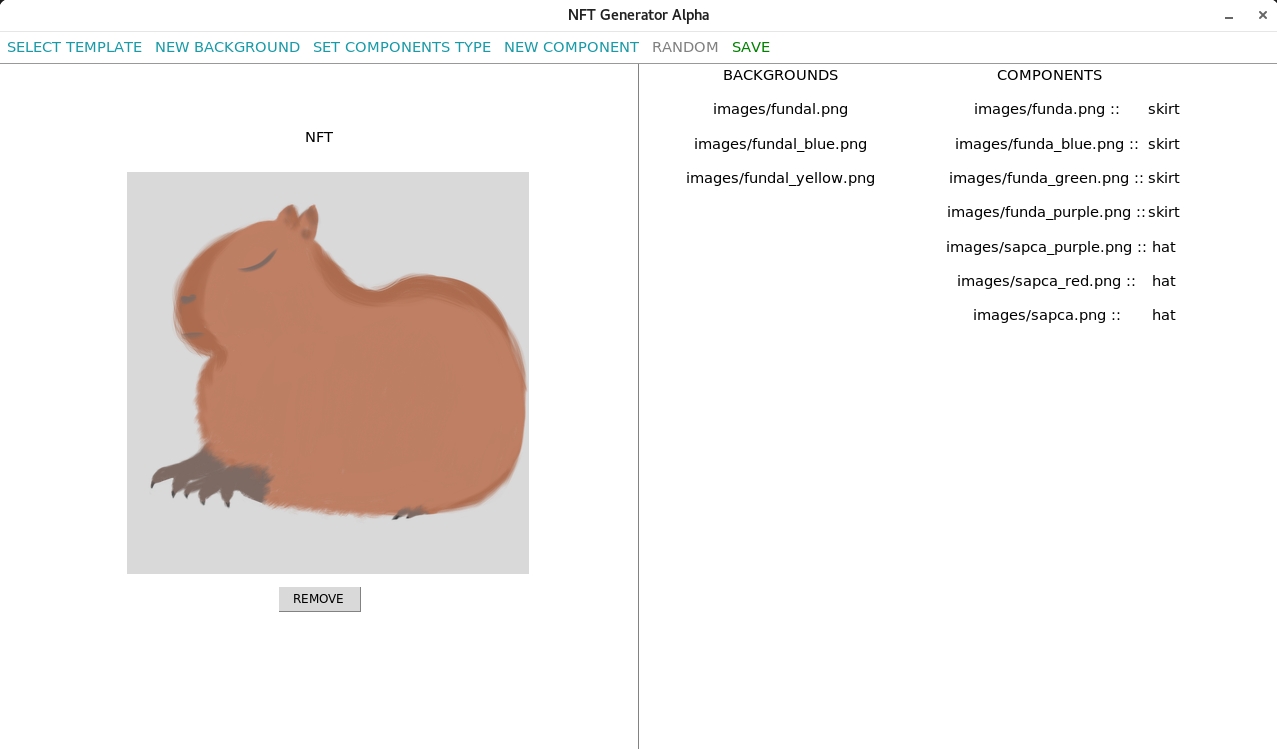 NFT Generator Alpha
SELECT TEMPLATE NEW BACKGROUND SET COMPONENTS TYPE NEW COMPONENT RANDOM SAVE
NFT
REMOVE
BACKGROUNDS
images/fundal.png
images/fundal_blue.png
images/fundal_yellow.png
COMPONENTS
images/funda.png :: skirt
images/funda_blue.png :: skirt
images/funda_green.png :: skirt
images/funda_purple.png :: skirt
images/sapca_purple.png :: hat
images/sapca_red.png :: hat
images/sapca.png :: hat